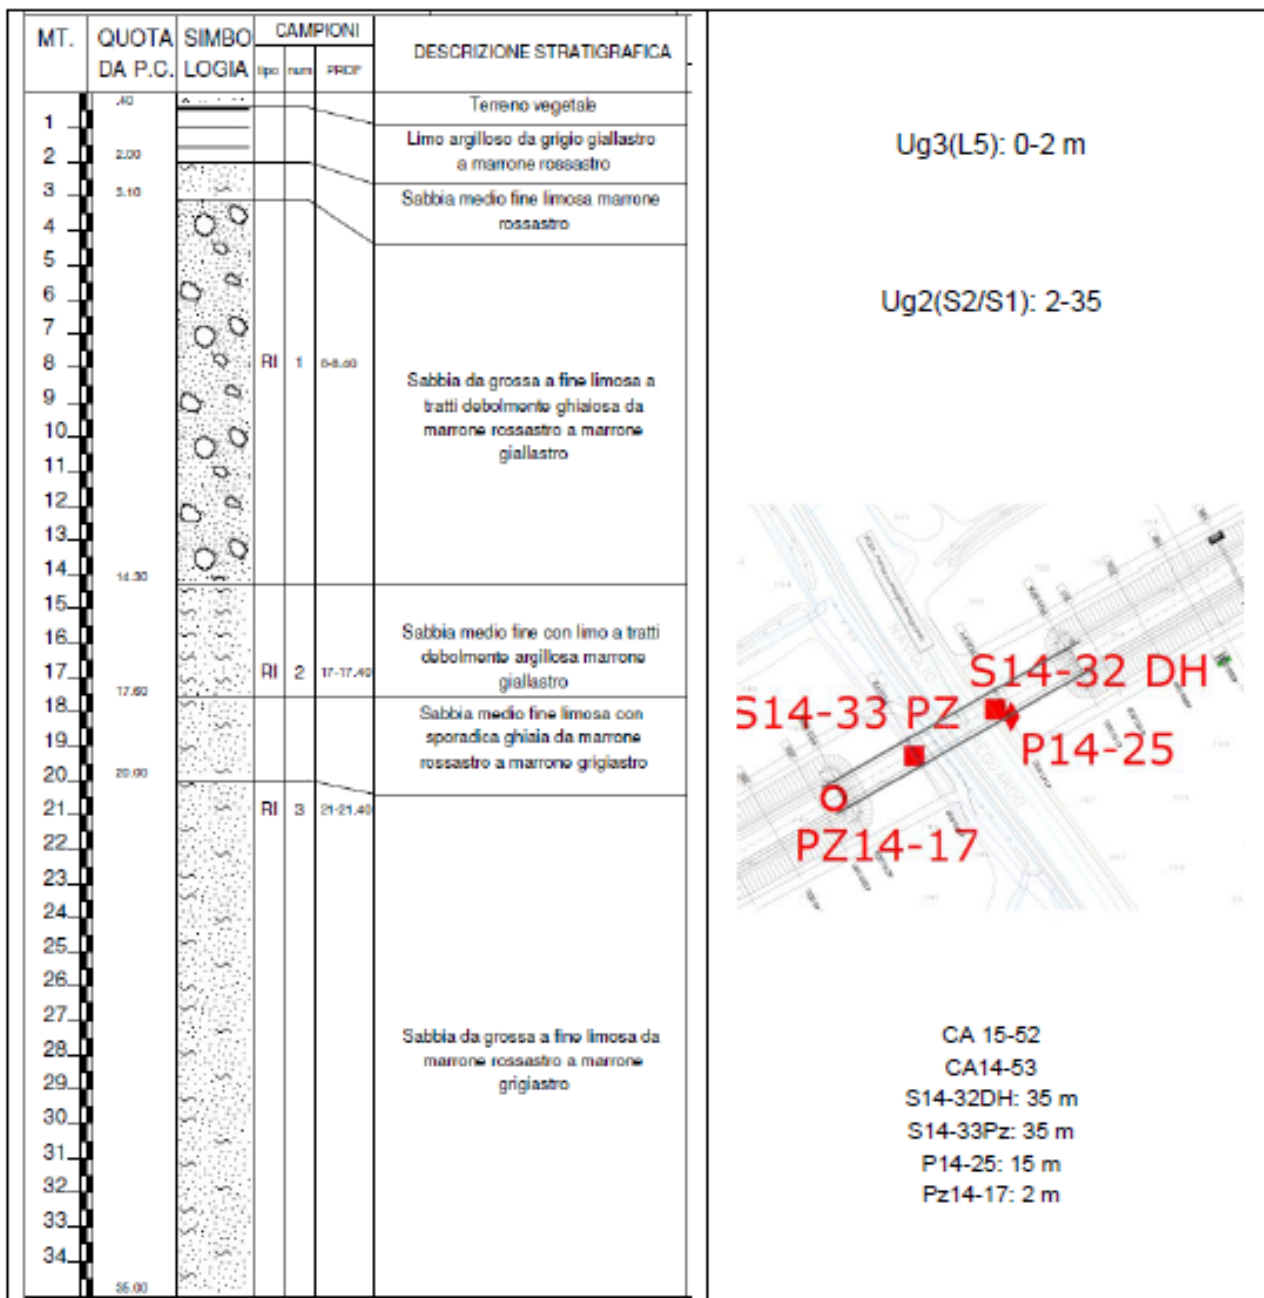 MT.
QUOTA DA P.C.
SIMBO LOGIA
CAMPIONI
tipo num PROF
DESCRIZIONE STRATIGRAFICA
.40
Terreno vegetale
1
Limo argilloso da grigio giallastro
a marrone rossastro
2
2.00
3
3.10
Sabbia medio fine limosa marrone
rossastro
4
5
6
7
8
RI 1 8-8.40
9
10
11
12
13
14
Sabbia da grossa a fine limosa a
tratti debolmente ghiaiosa da
marrone rossastro a marrone
giallastro
14.30
15
16
17
RI 2 17-17.40
Sabbia medio fine con limo a tratti
debolmente argillosa marrone
giallastro
17.60
18
19
20
Sabbia medio fine limosa con
sporadica ghiaia da marrone
rossastro a marrone grigiastro
20.00
21
RI 3 21-21.40
22
23
24
25
26
27
28
29
30
31
32
33
34
Sabbia da grossa a fine limosa da
marrone rossastro a marrone
grigiastro
35.00
Ug3(L5): 0-2 m
Ug2(S2/S1): 2-35
S14-32 DH
S14-33 PZ
P14-25
PZ14-17
CA 15-52
CA14-53
S14-32DH: 35 m
S14-33Pz: 35 m
P14-25: 15 m
Pz14-17: 2 m